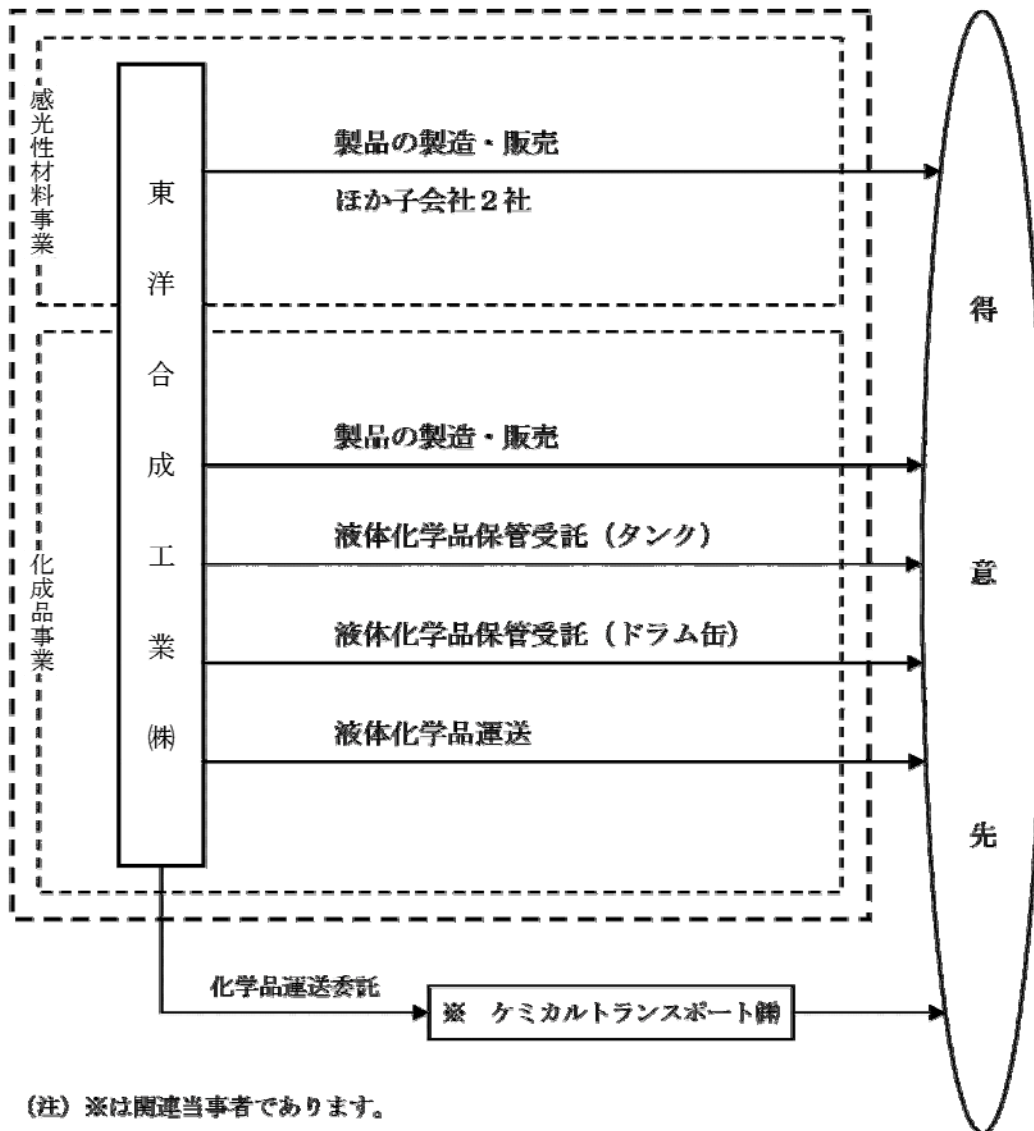 感光性材料事業
東洋合成工業㈱
製品の製造・販売
ほか子会社２社
得意先
化成品事業
製品の製造・販売
液体化学品保管受託（タンク）
液体化学品保管受託（ドラム缶）
液体化学品運送
化学品運送委託
※　ケミカルトランスポート㈱
（注）※は関連当事者であります。